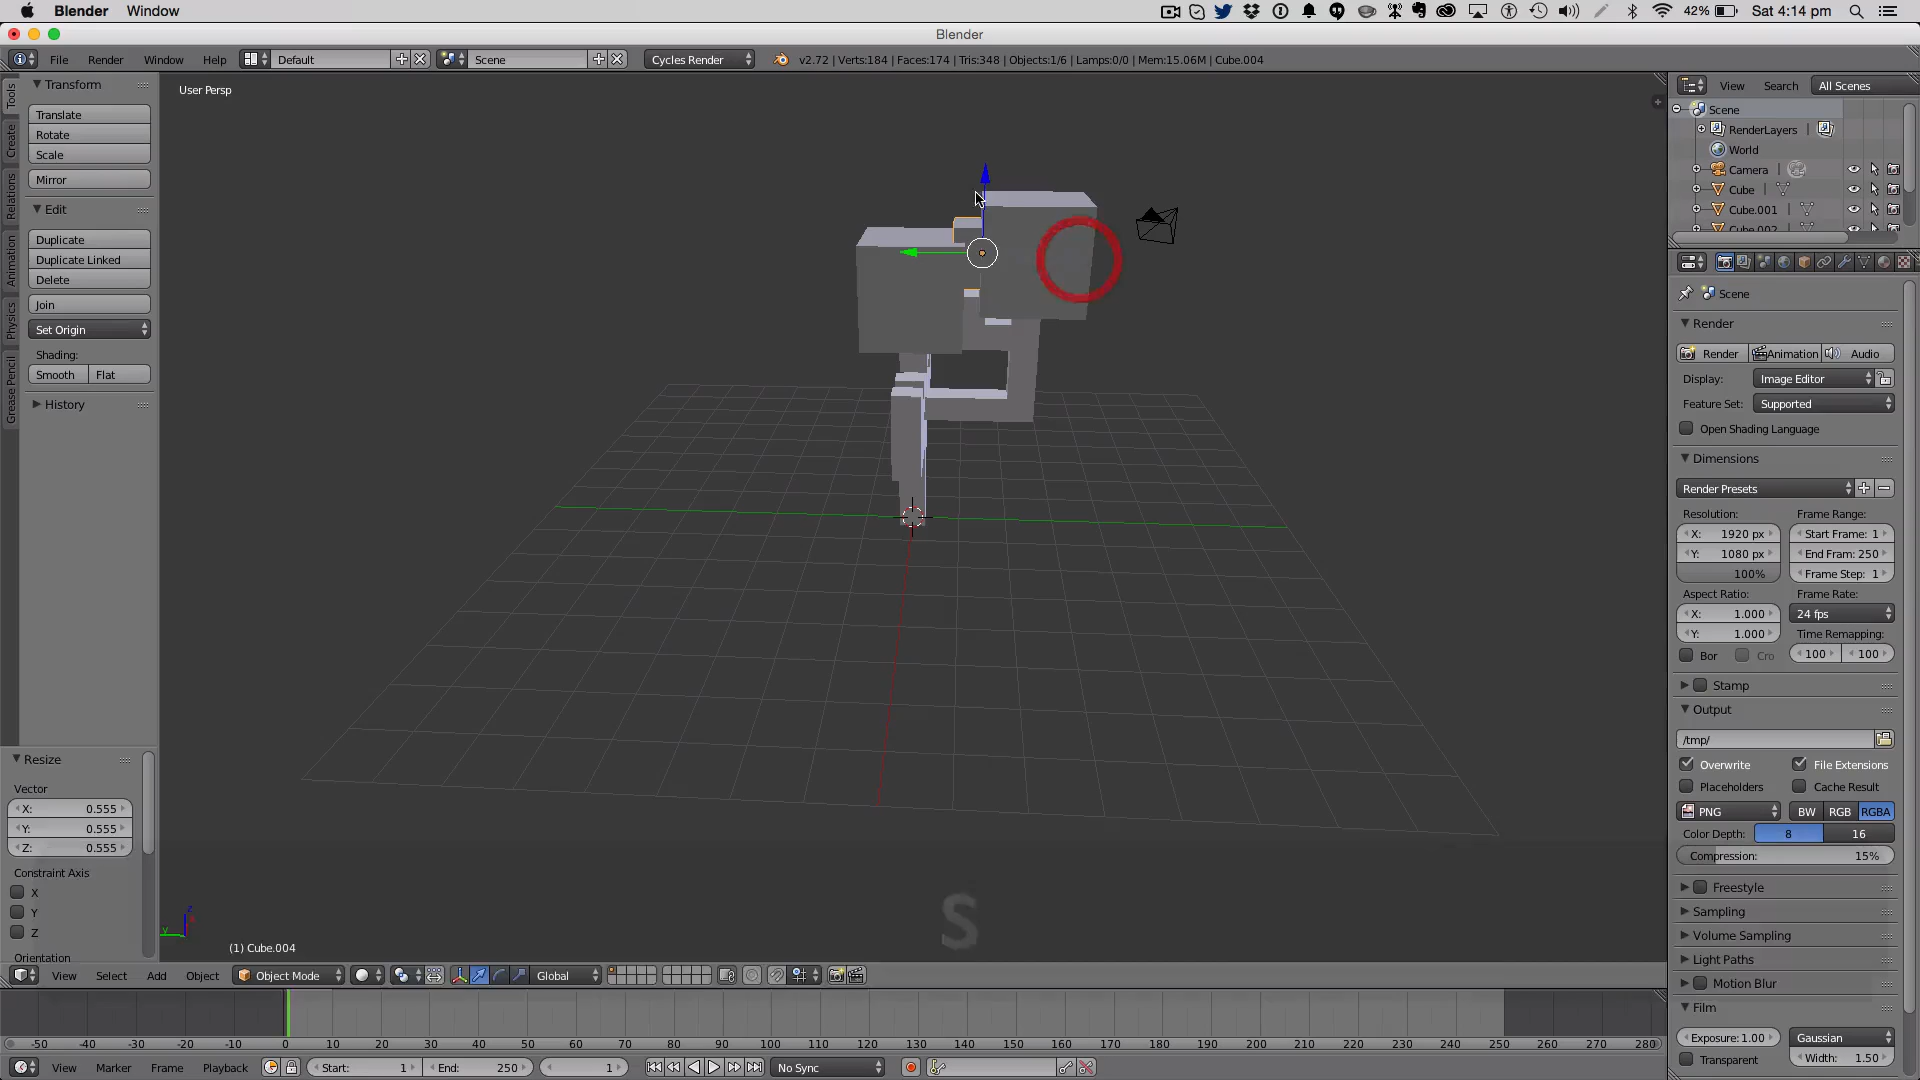 Blender Window 42% Sat 4:14 pm
Blender
File Render Window Help Default Scene Cycles Render v2.72 | Verts:184 | Faces:174 | Tris:348 | Objects:1/6 | Lamps:0/0 | Mem:15.06M | Cube.004
Tools
Create
Relations
Animation
Physics
Grease Pencil
Transform
Translate
Rotate
Scale
Mirror
Edit
Duplicate
Duplicate Linked
Delete
Join
Set Origin
Shading:
Smooth Flat
History
Resize
Vector
X: 0.555
Y: 0.555
Z: 0.555
Constraint Axis
X
Y
Z
Orientation
User Persp
S
z
y
(1) Cube.004
View Select Add Object Object Mode Global
-50 -40 -30 -20 -10 0 10 20 30 40 50 60 70 80 90 100 110 120 130 140 150 160 170 180 190 200 210 220 230 240 250 260 270 280
View Marker Frame Playback Start: 1 End: 250 1 No Sync
View Search All Scenes
Scene
RenderLayers
World
Camera
Cube
Cube.001
Cube.002
Scene
Render
Render Animation Audio
Display: Image Editor
Feature Set: Supported
Open Shading Language
Dimensions
Render Presets
Resolution: Frame Range:
X: 1920 px Start Frame: 1
Y: 1080 px End Fram: 250
100% Frame Step: 1
Aspect Ratio: Frame Rate:
X: 1.000 24 fps
Y: 1.000 Time Remapping:
Bor Cro 100 100
Stamp
Output
/tmp/
Overwrite File Extensions
Placeholders Cache Result
PNG BW RGB RGBA
Color Depth: 8 16
Compression: 15%
Freestyle
Sampling
Volume Sampling
Light Paths
Motion Blur
Film
Exposure: 1.00 Gaussian
Transparent Width: 1.50